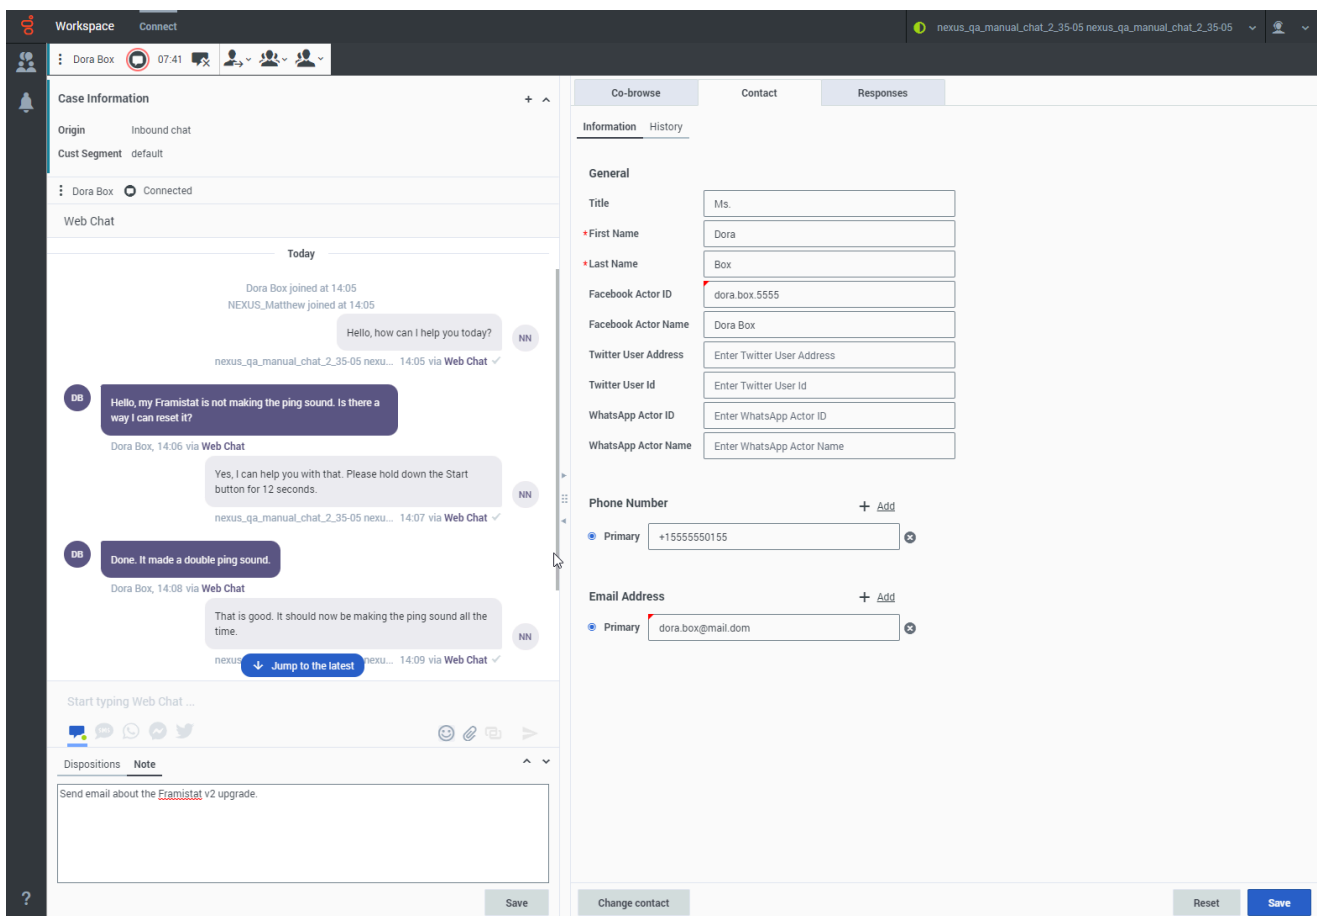 Workspace
Connect
nexus_qa_manual_chat_2_35-05 nexus_qa_manual_chat_2_35-05
Dora Box
07:41
Case Information
Origin Inbound chat
Cust Segment default
Dora Box Connected
Web Chat
Today
Dora Box joined at 14:05
NEXUS_Matthew joined at 14:05
Hello, how can I help you today?
NN
nexus_qa_manual_chat_2_35-05 nexu... 14:05 via Web Chat
DB
Hello, my Framistat is not making the ping sound. Is there a
way I can reset it?
Dora Box, 14:06 via Web Chat
Yes, I can help you with that. Please hold down the Start
button for 12 seconds.
NN
nexus_qa_manual_chat_2_35-05 nexu... 14:07 via Web Chat
DB
Done. It made a double ping sound.
Dora Box, 14:08 via Web Chat
That is good. It should now be making the ping sound all the
time.
NN
nexus
Jump to the latest
nexu... 14:09 via Web Chat
Start typing Web Chat ...
Dispositions Note
Send email about the Framistat v2 upgrade.
?
Save
Co-browse Contact Responses
Information History
General
Title Ms.
*First Name Dora
*Last Name Box
Facebook Actor ID dora.box.5555
Facebook Actor Name Dora Box
Twitter User Address Enter Twitter User Address
Twitter User Id Enter Twitter User Id
WhatsApp Actor ID Enter WhatsApp Actor ID
WhatsApp Actor Name Enter WhatsApp Actor Name
Phone Number + Add
Primary +15555550155
Email Address + Add
Primary dora.box@mail.dom
Change contact Reset Save